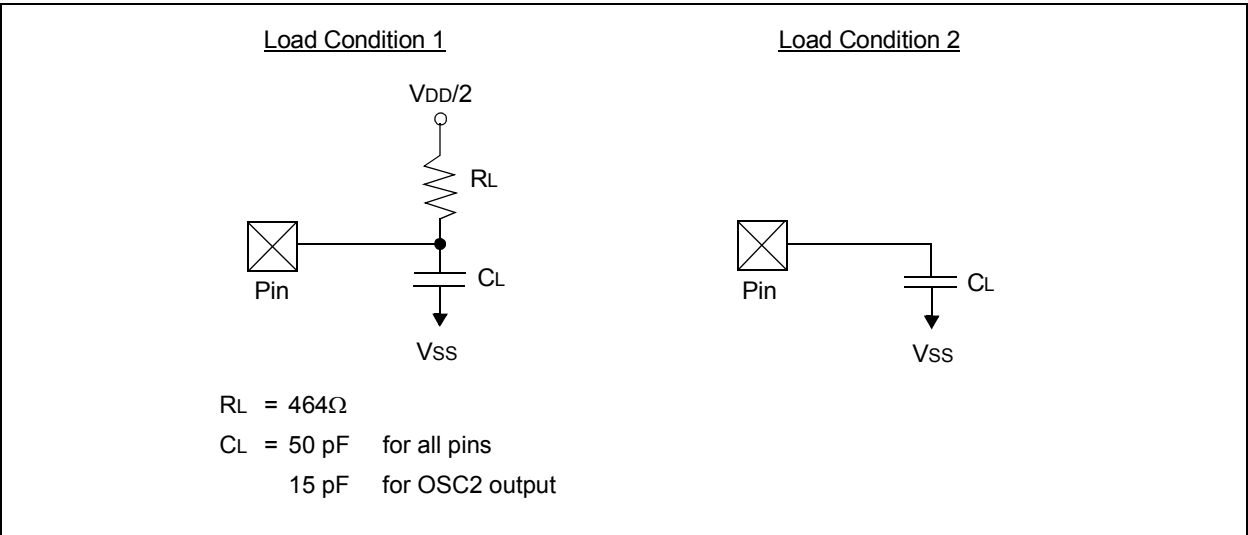 Load Condition 1
Load Condition 2
VDD/2
RL
Pin
CL
VSS
Pin
CL
VSS
RL = 464Ω
CL = 50 pF for all pins
15 pF for OSC2 output